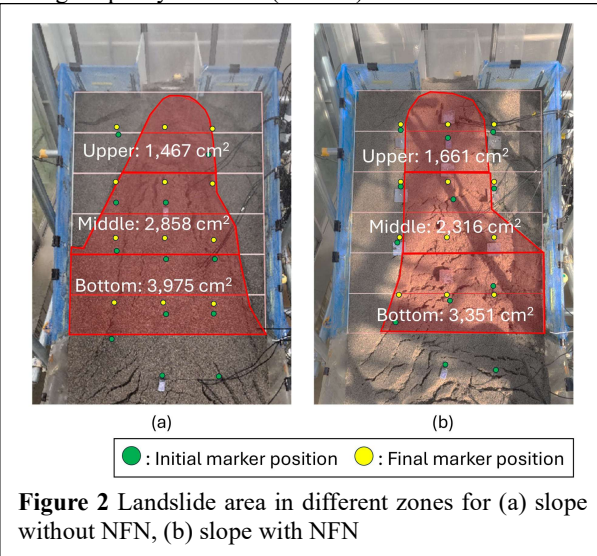 Upper: 1,467 cm²
Middle: 2,858 cm²
Bottom: 3,975 cm²
Upper: 1,661 cm²
Middle: 2,316 cm²
Bottom: 3,351 cm²
(a)
(b)
: Initial marker position : Final marker position
Figure 2 Landslide area in different zones for (a) slope
without NFN, (b) slope with NFN